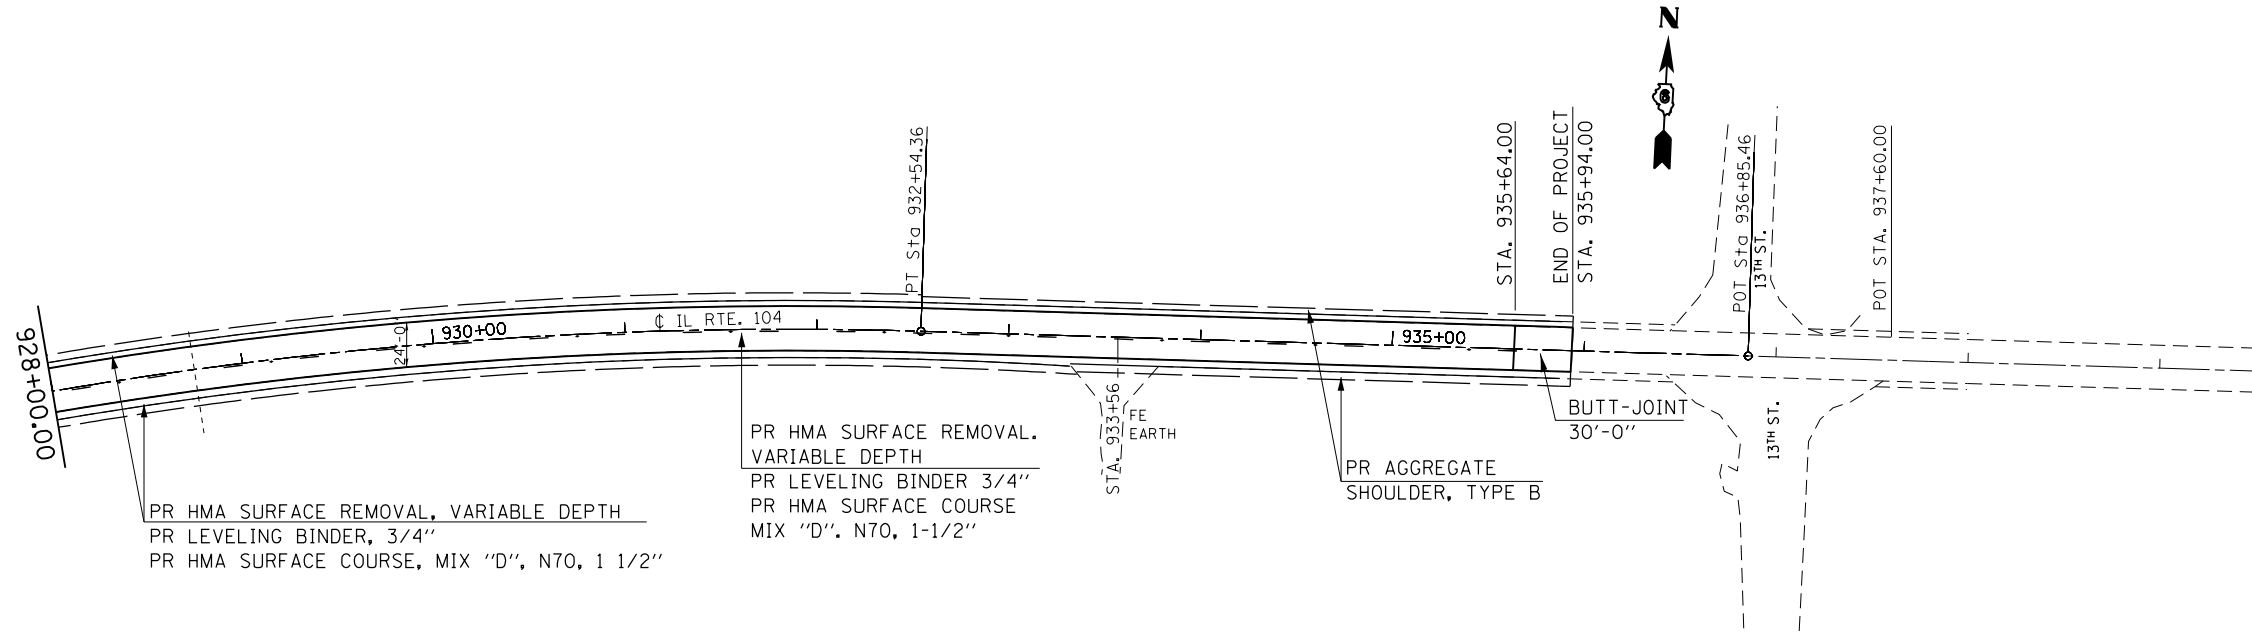 N
6
928+00.00
24'-0"
930+00
℄ IL RTE. 104
PT Sta 932+54.36
935+00
STA. 935+64.00
END OF PROJECT
STA. 935+94.00
POT Sta 936+85.46
13TH ST.
POT STA. 937+60.00
STA. 933+56
FE
EARTH
BUTT-JOINT
30'-0"
13TH ST.
PR AGGREGATE
SHOULDER, TYPE B
PR HMA SURFACE REMOVAL.
VARIABLE DEPTH
PR LEVELING BINDER 3/4"
PR HMA SURFACE COURSE
MIX "D". N70, 1-1/2"
PR HMA SURFACE REMOVAL, VARIABLE DEPTH
PR LEVELING BINDER, 3/4"
PR HMA SURFACE COURSE, MIX "D", N70, 1 1/2"